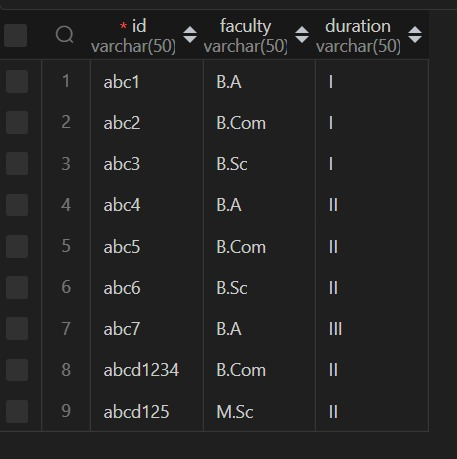 * id faculty duration
varchar(50) varchar(50) varchar(50)
1 abc1 B.A I
2 abc2 B.Com I
3 abc3 B.Sc I
4 abc4 B.A II
5 abc5 B.Com II
6 abc6 B.Sc II
7 abc7 B.A III
8 abcd1234 B.Com II
9 abcd125 M.Sc II